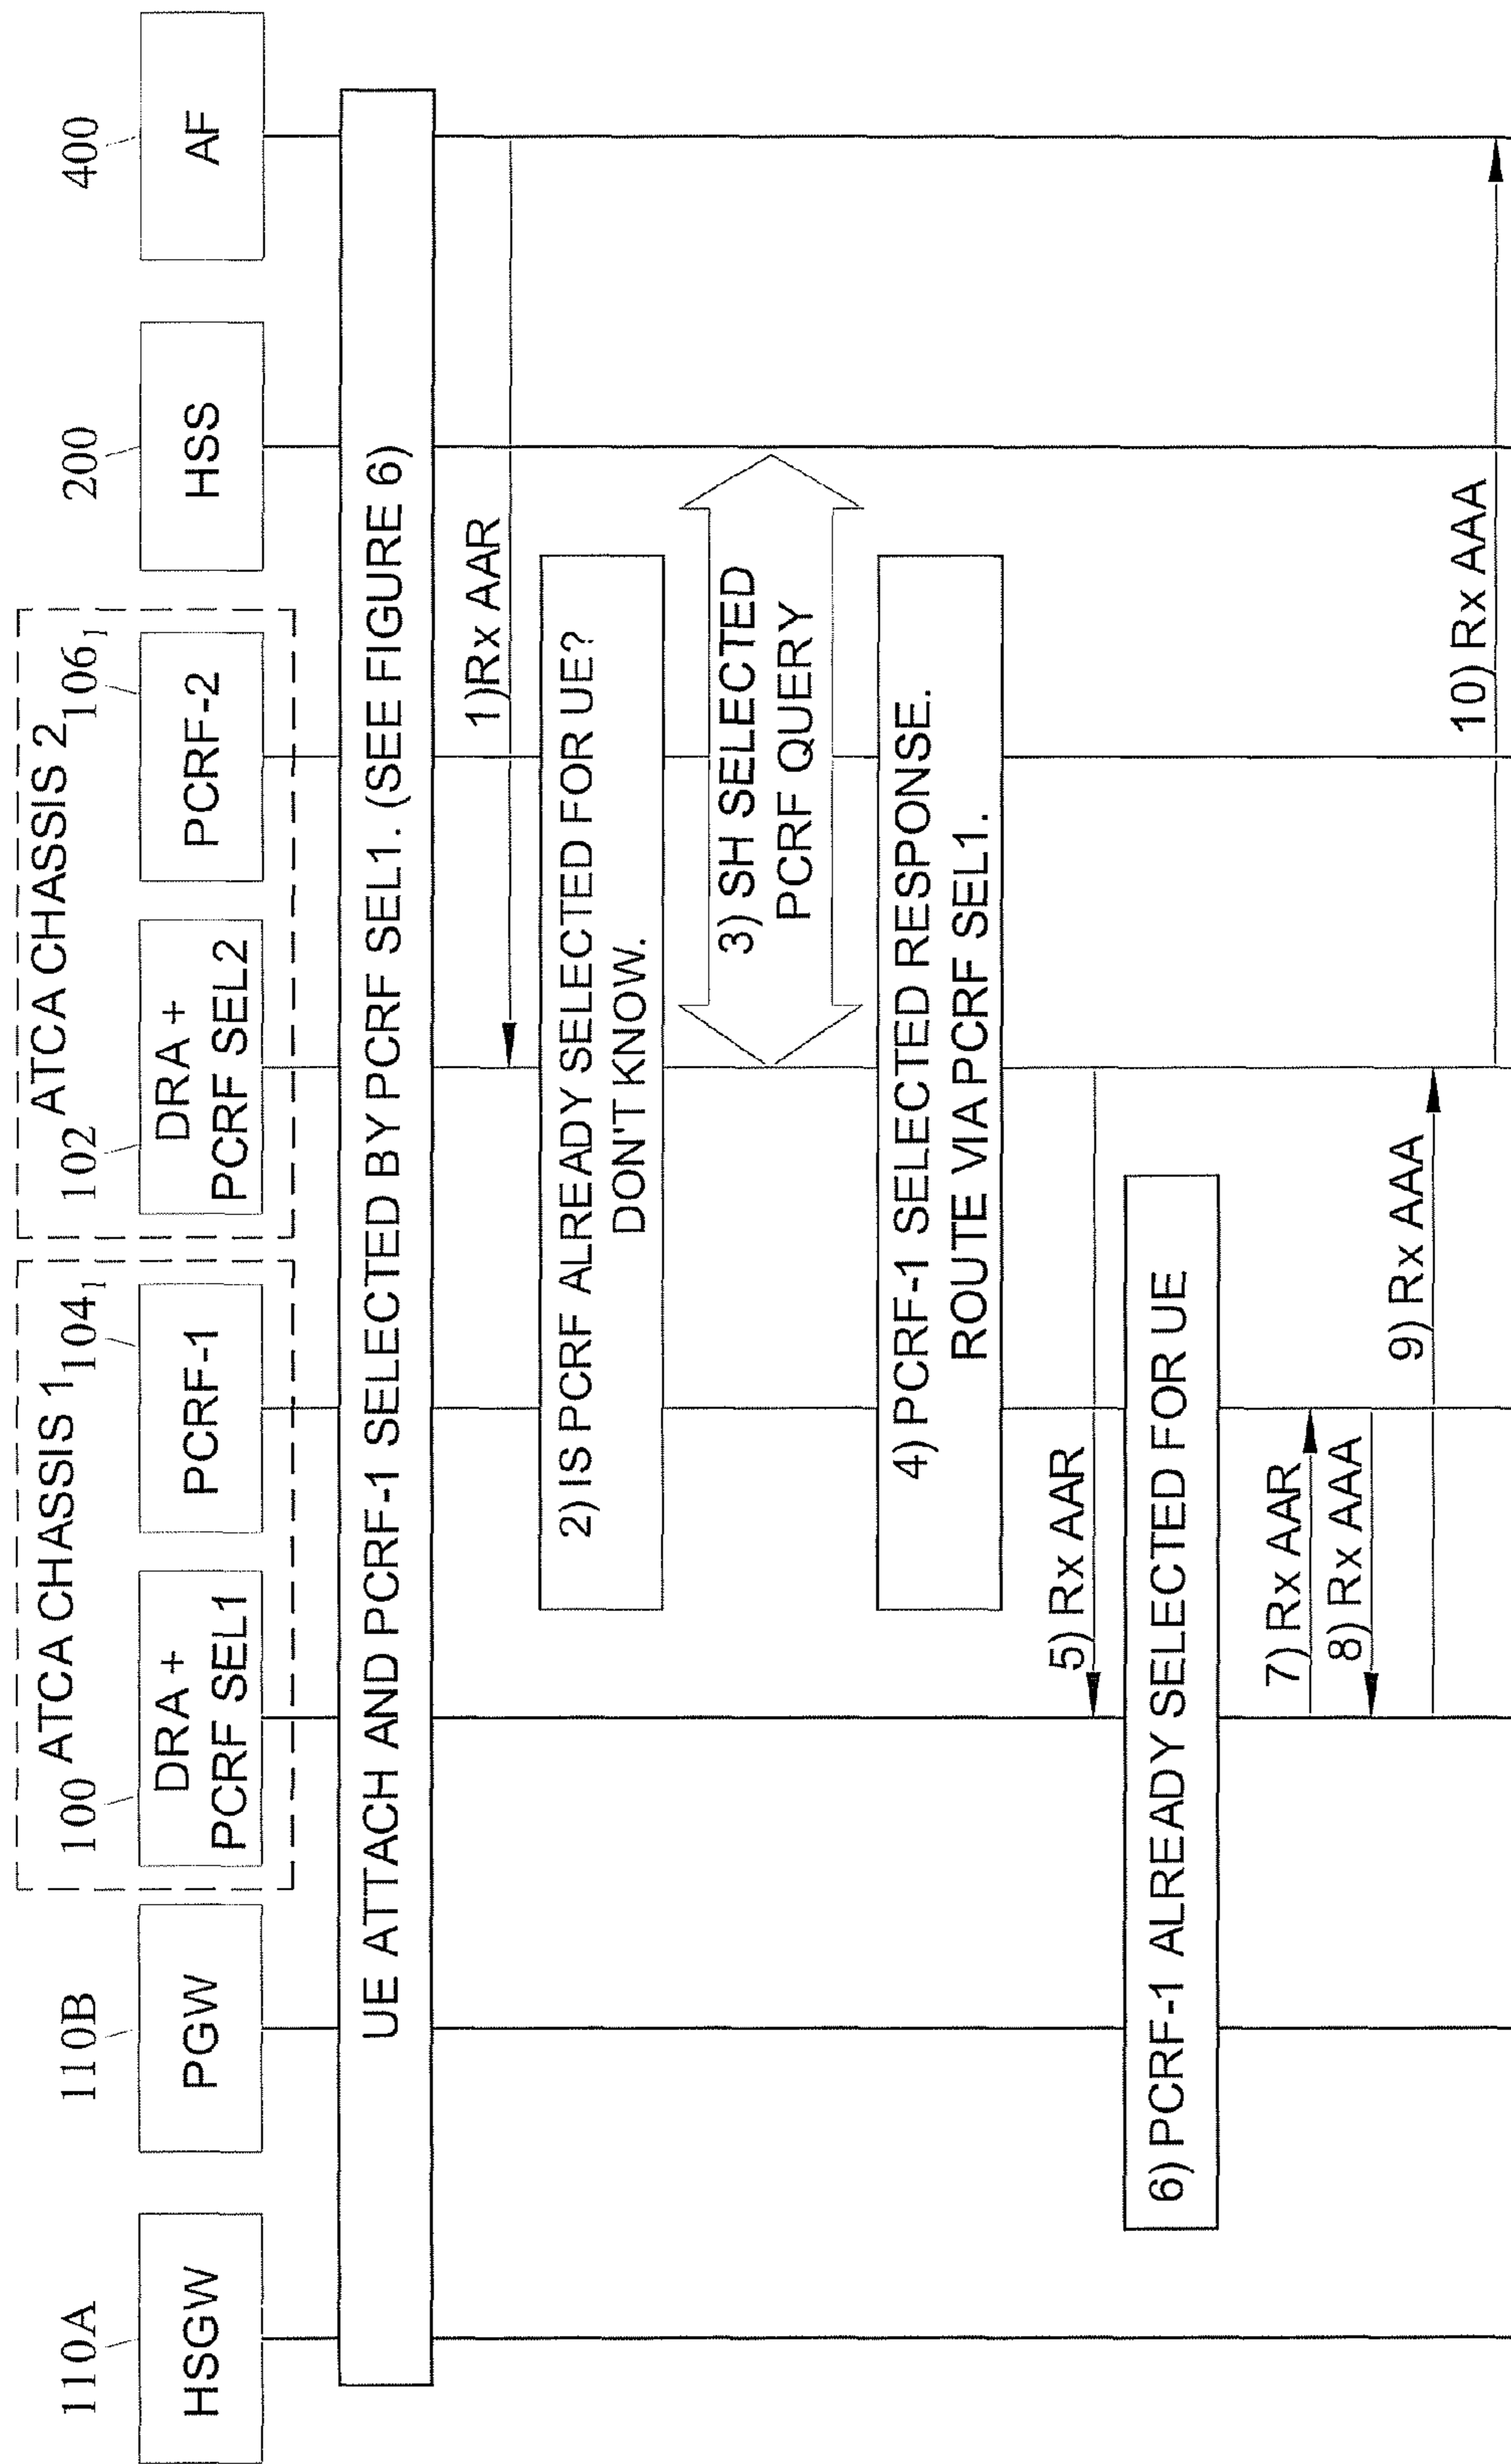 110A
HSGW
110B
PGW
ATCA CHASSIS 1
100
DRA +
PCRF SEL1
104₁
PCRF-1
ATCA CHASSIS 2
102
DRA +
PCRF SEL2
106₁
PCRF-2
200
HSS
400
AF
UE ATTACH AND PCRF-1 SELECTED BY PCRF SEL1. (SEE FIGURE 6)
1)Rx AAR
2) IS PCRF ALREADY SELECTED FOR UE?
DON'T KNOW.
3) SH SELECTED
PCRF QUERY
4) PCRF-1 SELECTED RESPONSE.
ROUTE VIA PCRF SEL1.
5) Rx AAR
6) PCRF-1 ALREADY SELECTED FOR UE
7) Rx AAR
8) Rx AAA
9) Rx AAA
10) Rx AAA